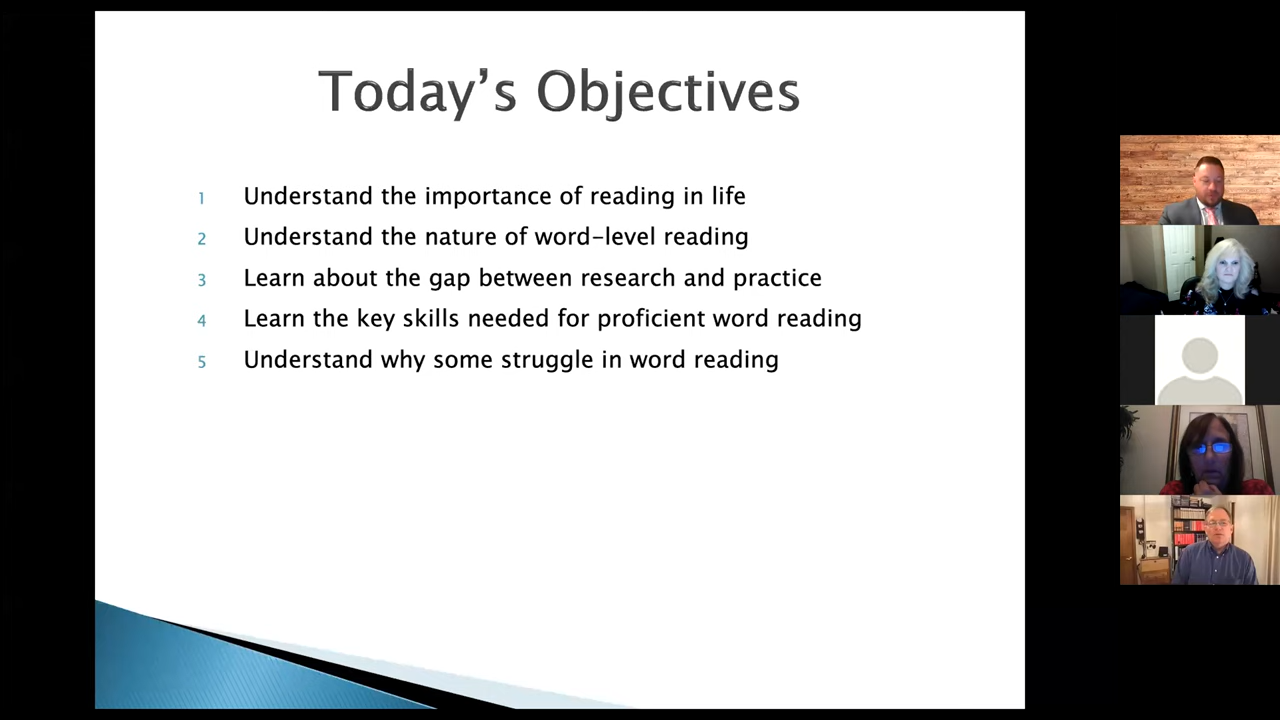 Today’s Objectives
1 Understand the importance of reading in life
2 Understand the nature of word-level reading
3 Learn about the gap between research and practice
4 Learn the key skills needed for proficient word reading
5 Understand why some struggle in word reading